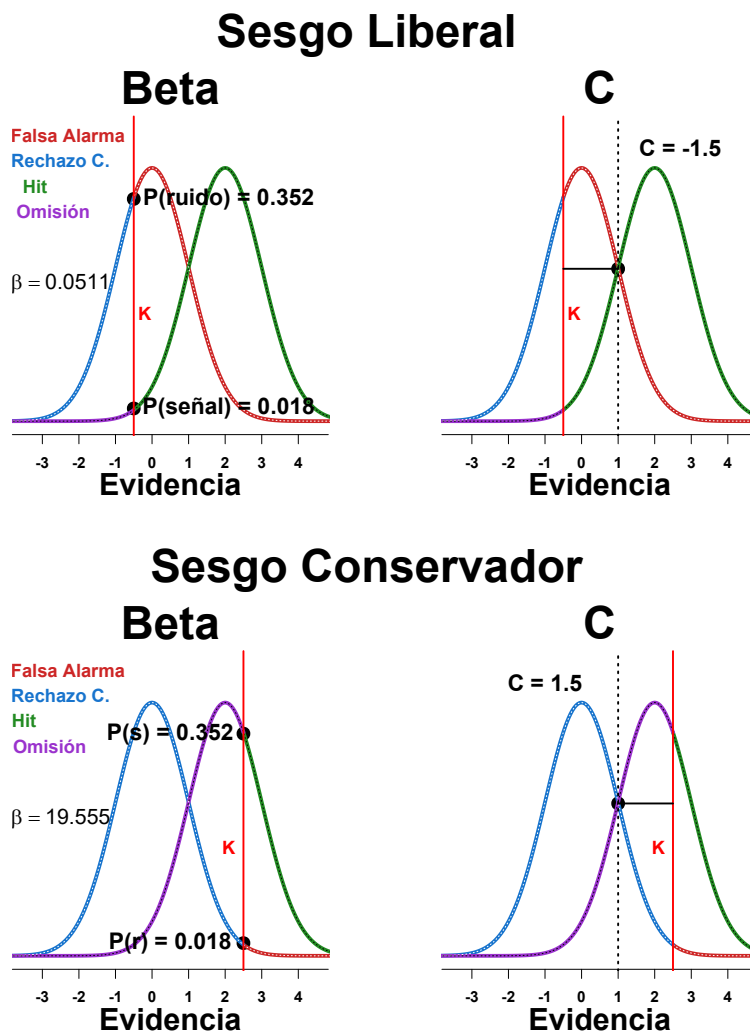 Sesgo Liberal
Beta
C
Falsa Alarma
Rechazo C.
Hit
Omisión
P(ruido) = 0.352
β = 0.0511
K
P(señal) = 0.018
-3 -2 -1 0 1 2 3 4
Evidencia
C = -1.5
K
-3 -2 -1 0 1 2 3 4
Evidencia
Sesgo Conservador
Beta
C
Falsa Alarma
Rechazo C.
Hit
Omisión
P(s) = 0.352
β = 19.555
K
P(r) = 0.018
-3 -2 -1 0 1 2 3 4
Evidencia
C = 1.5
K
-3 -2 -1 0 1 2 3 4
Evidencia